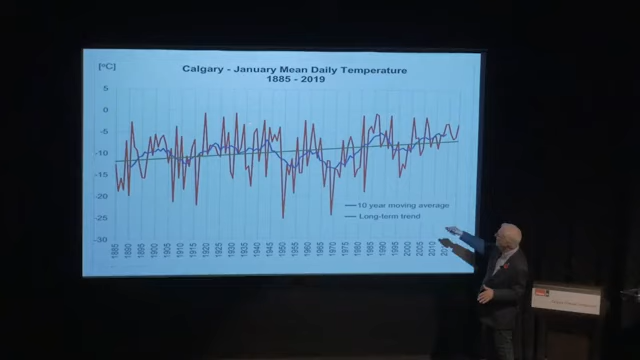 [°C]
Calgary - January Mean Daily Temperature
1885 - 2019
5
0
-5
-10
-15
-20
-25
-30
10 year moving average
Long-term trend
1885 1890 1895 1900 1905 1910 1915 1920 1925 1930 1935 1940 1945 1950 1955 1960 1965 1970 1975 1980 1985 1990 1995 2000 2005 2010